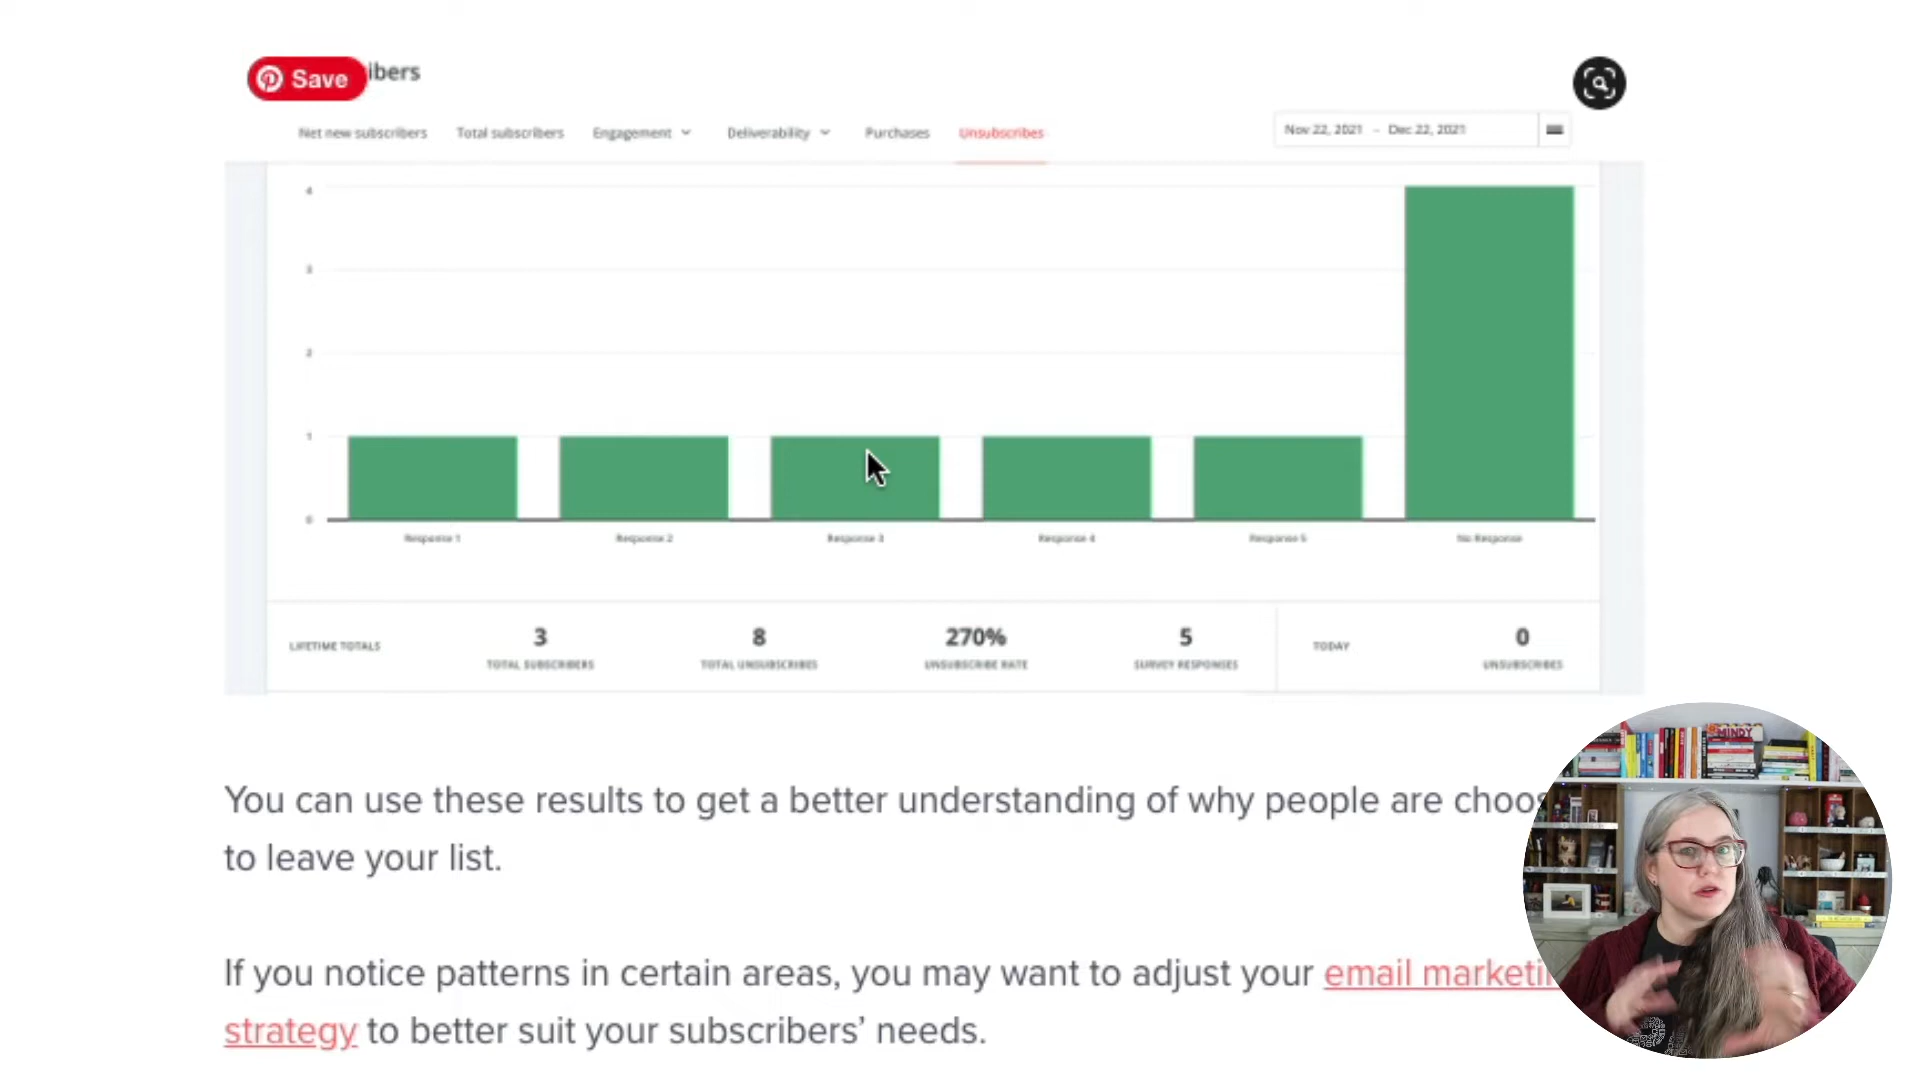 Save
ibers
Net new subscribers Total subscribers Engagement Deliverability Purchases Unsubscribes
Nov 22, 2021 - Dec 22, 2021
4
3
2
1
0
Response 1 Response 2 Response 3 Response 4 Response 5 No Response
LIFETIME TOTALS
3
TOTAL SUBSCRIBERS
8
TOTAL UNSUBSCRIBES
270%
UNSUBSCRIBE RATE
5
SURVEY RESPONSES
TODAY
0
UNSUBSCRIBES
You can use these results to get a better understanding of why people are choos
to leave your list.
If you notice patterns in certain areas, you may want to adjust your email marketin
strategy to better suit your subscribers’ needs.
MINDY